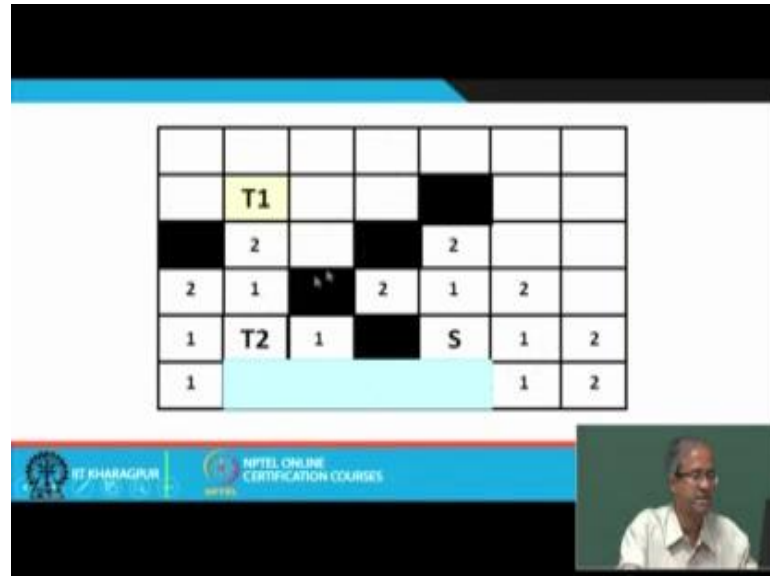 T1
2 2
2 1 2 1 2
1 T2 1 S 1 2
1 1 2
IIT KHARAGPUR
NPTEL ONLINE
CERTIFICATION COURSES
NPTEL